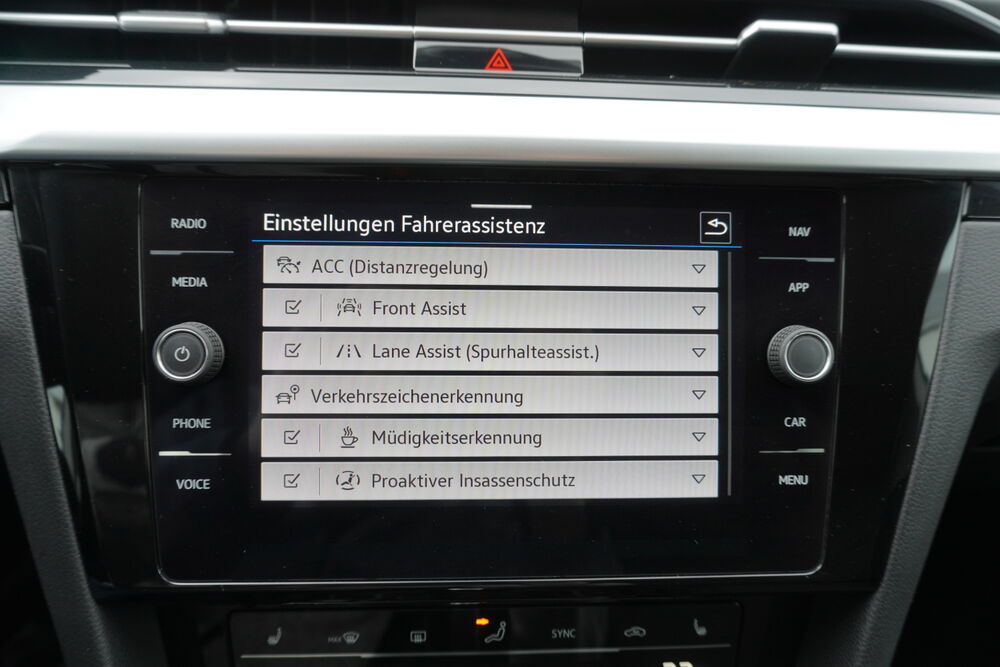 RADIO
MEDIA
PHONE
VOICE
Einstellungen Fahrerassistenz
ACC (Distanzregelung)
Front Assist
Lane Assist (Spurhalteassist.)
Verkehrszeichenerkennung
Müdigkeitserkennung
Proaktiver Insassenschutz
NAV
APP
CAR
MENU
MAX
SYNC